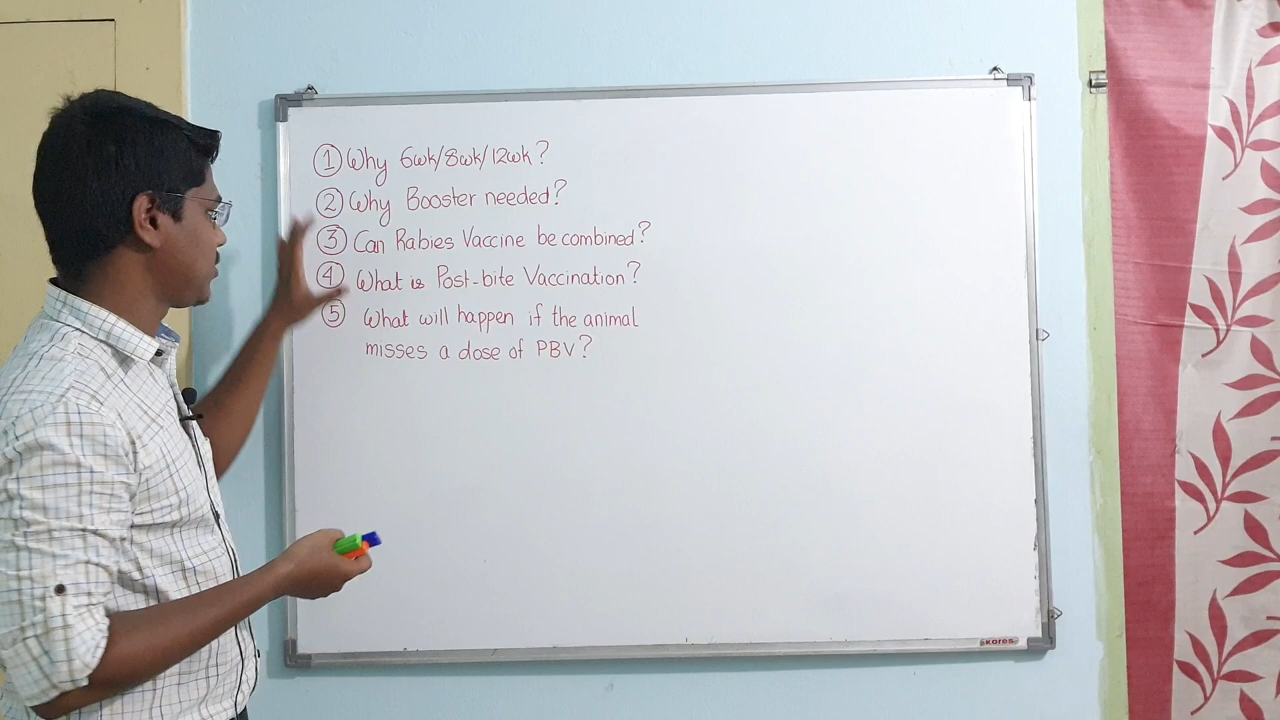 ① Why 6wk/8wk/12wk?
② Why Booster needed?
③ Can Rabies Vaccine be combined?
④ What is Post-bite Vaccination?
⑤ What will happen if the animal
misses a dose of PBV?
KORES